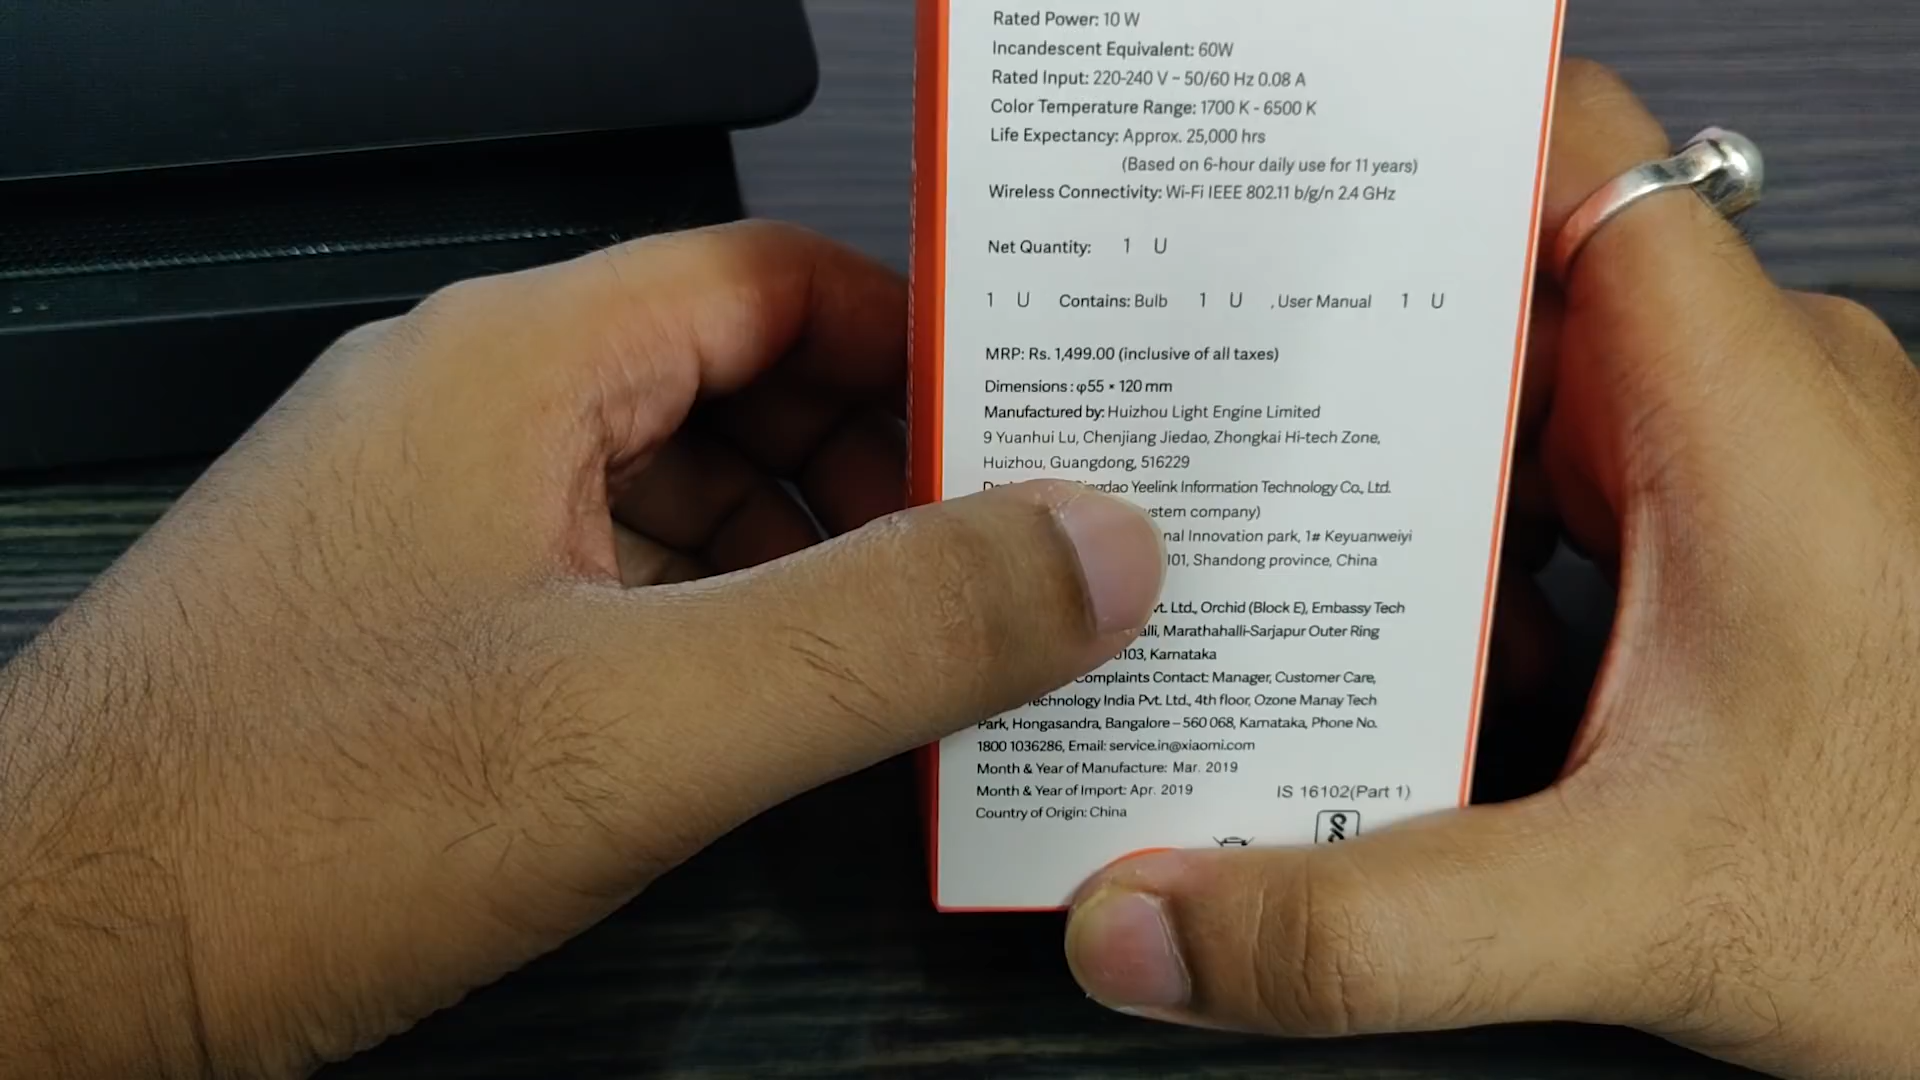 Rated Power: 10 W
Incandescent Equivalent: 60W
Rated Input: 220-240 V ~ 50/60 Hz 0.08 A
Color Temperature Range: 1700 K - 6500 K
Life Expectancy: Approx. 25,000 hrs
(Based on 6-hour daily use for 11 years)
Wireless Connectivity: Wi-Fi IEEE 802.11 b/g/n 2.4 GHz
Net Quantity: 1 U
1 U Contains: Bulb 1 U , User Manual 1 U
MRP: Rs. 1,499.00 (inclusive of all taxes)
Dimensions : φ55 × 120 mm
Manufactured by: Huizhou Light Engine Limited
9 Yuanhui Lu, Chenjiang Jiedao, Zhongkai Hi-tech Zone,
Huizhou, Guangdong, 516229
Yeelink Information Technology Co., Ltd.
company)
Innovation park, 1# Keyuanweiyi
Shandong province, China
Ltd., Orchid (Block E), Embassy Tech
Marathahalli-Sarjapur Outer Ring
Karnataka
Complaints Contact: Manager, Customer Care,
Technology India Pvt. Ltd., 4th floor, Ozone Manay Tech
Park, Hongasandra, Bangalore – 560 068, Karnataka, Phone No.
1800 1036286, Email: service.in@xiaomi.com
Month & Year of Manufacture: Mar. 2019
Month & Year of Import: Apr. 2019
IS 16102(Part 1)
Country of Origin: China